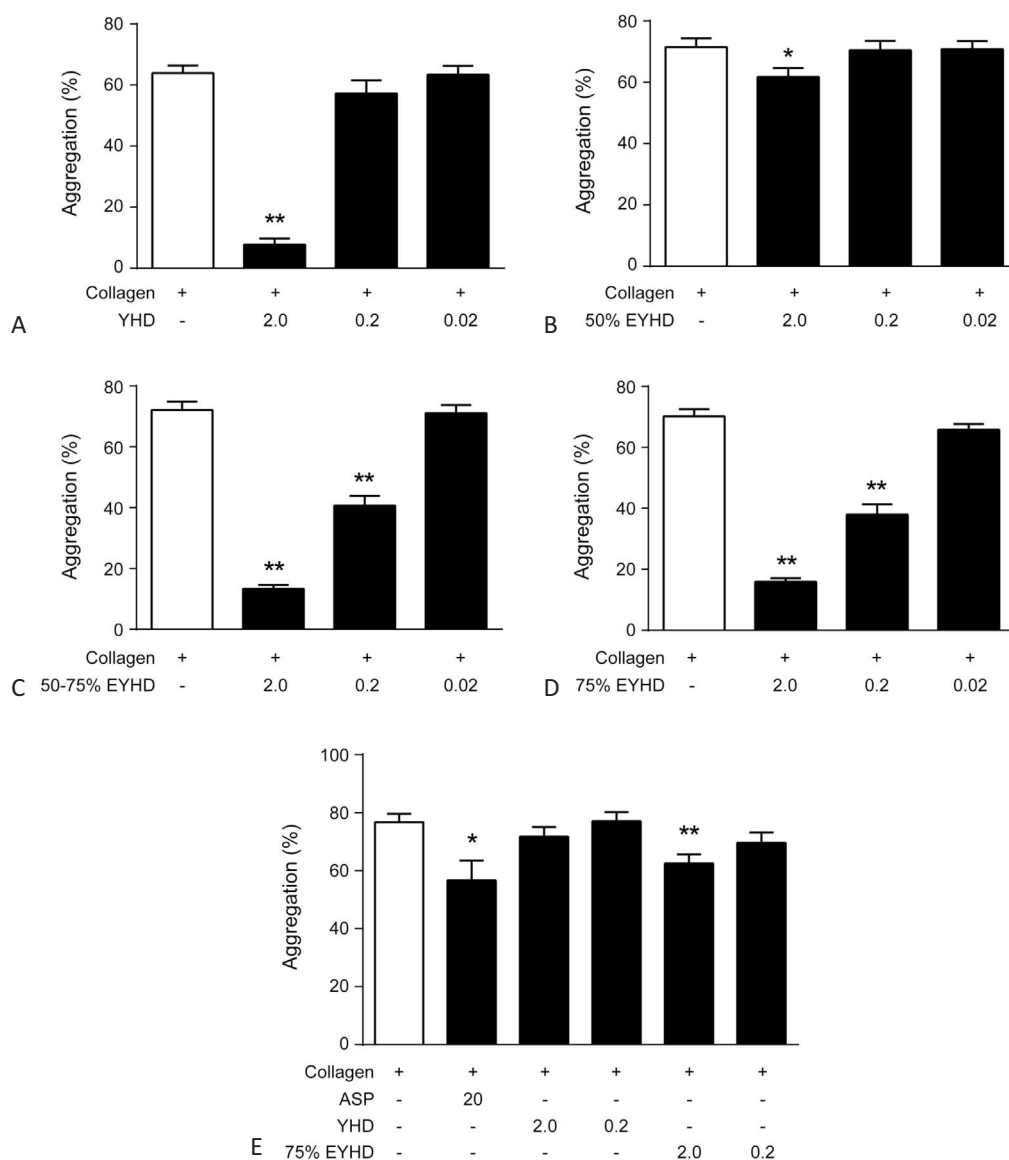 80
60
40
20
0
Aggregation (%)
**
Collagen + + + +
YHD - 2.0 0.2 0.02
A
80
60
40
20
0
Aggregation (%)
*
Collagen + + + +
50% EYHD - 2.0 0.2 0.02
B
80
60
40
20
0
Aggregation (%)
**
**
Collagen + + + +
50-75% EYHD - 2.0 0.2 0.02
C
80
60
40
20
0
Aggregation (%)
**
**
Collagen + + + +
75% EYHD - 2.0 0.2 0.02
D
100
80
60
40
20
0
Aggregation (%)
*
**
Collagen + + + + + +
ASP - 20 - - - -
YHD - - 2.0 0.2 - -
75% EYHD - - - - 2.0 0.2
E